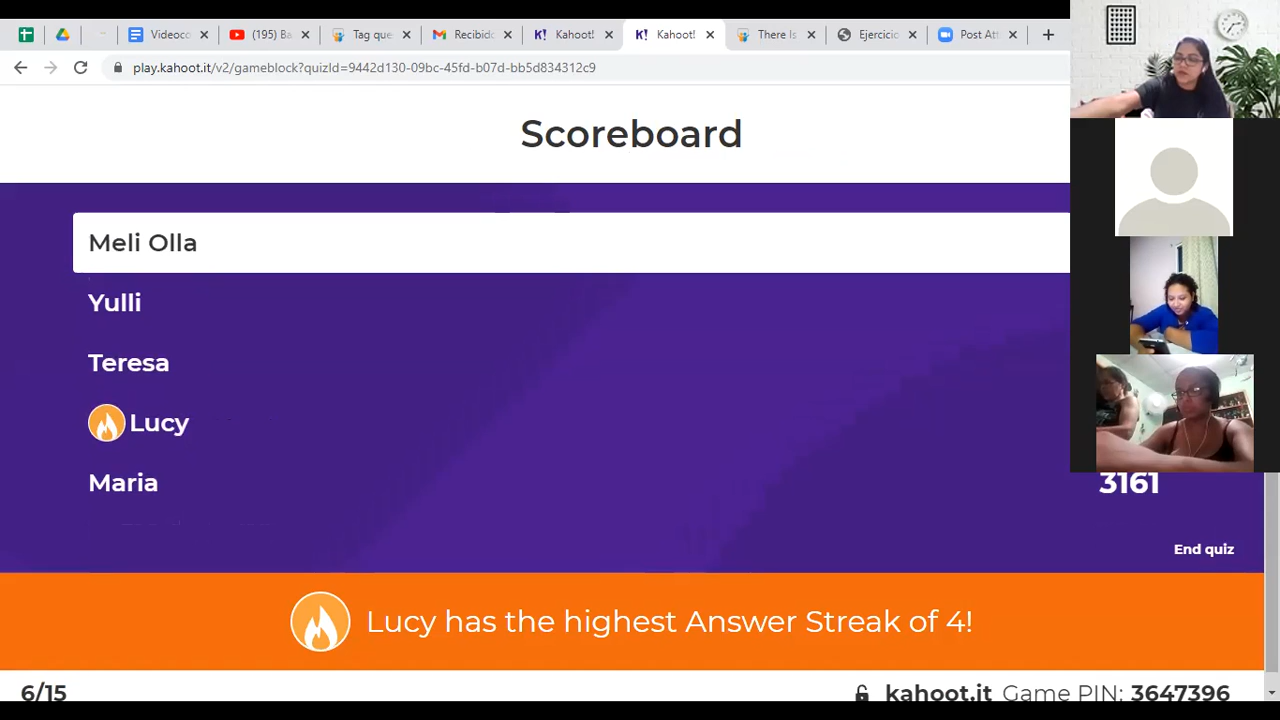 Videocc
(195) Ba
Tag que
Recibido
Kahoot!
Kahoot!
There Is
Ejercicio
Post Att
play.kahoot.it/v2/gameblock?quizId=9442d130-09bc-45fd-b07d-bb5d834312c9
Scoreboard
Meli Olla
Yulli
Teresa
Lucy
Maria 3161
End quiz
Lucy has the highest Answer Streak of 4!
6/15 kahoot.it Game PIN: 3647396